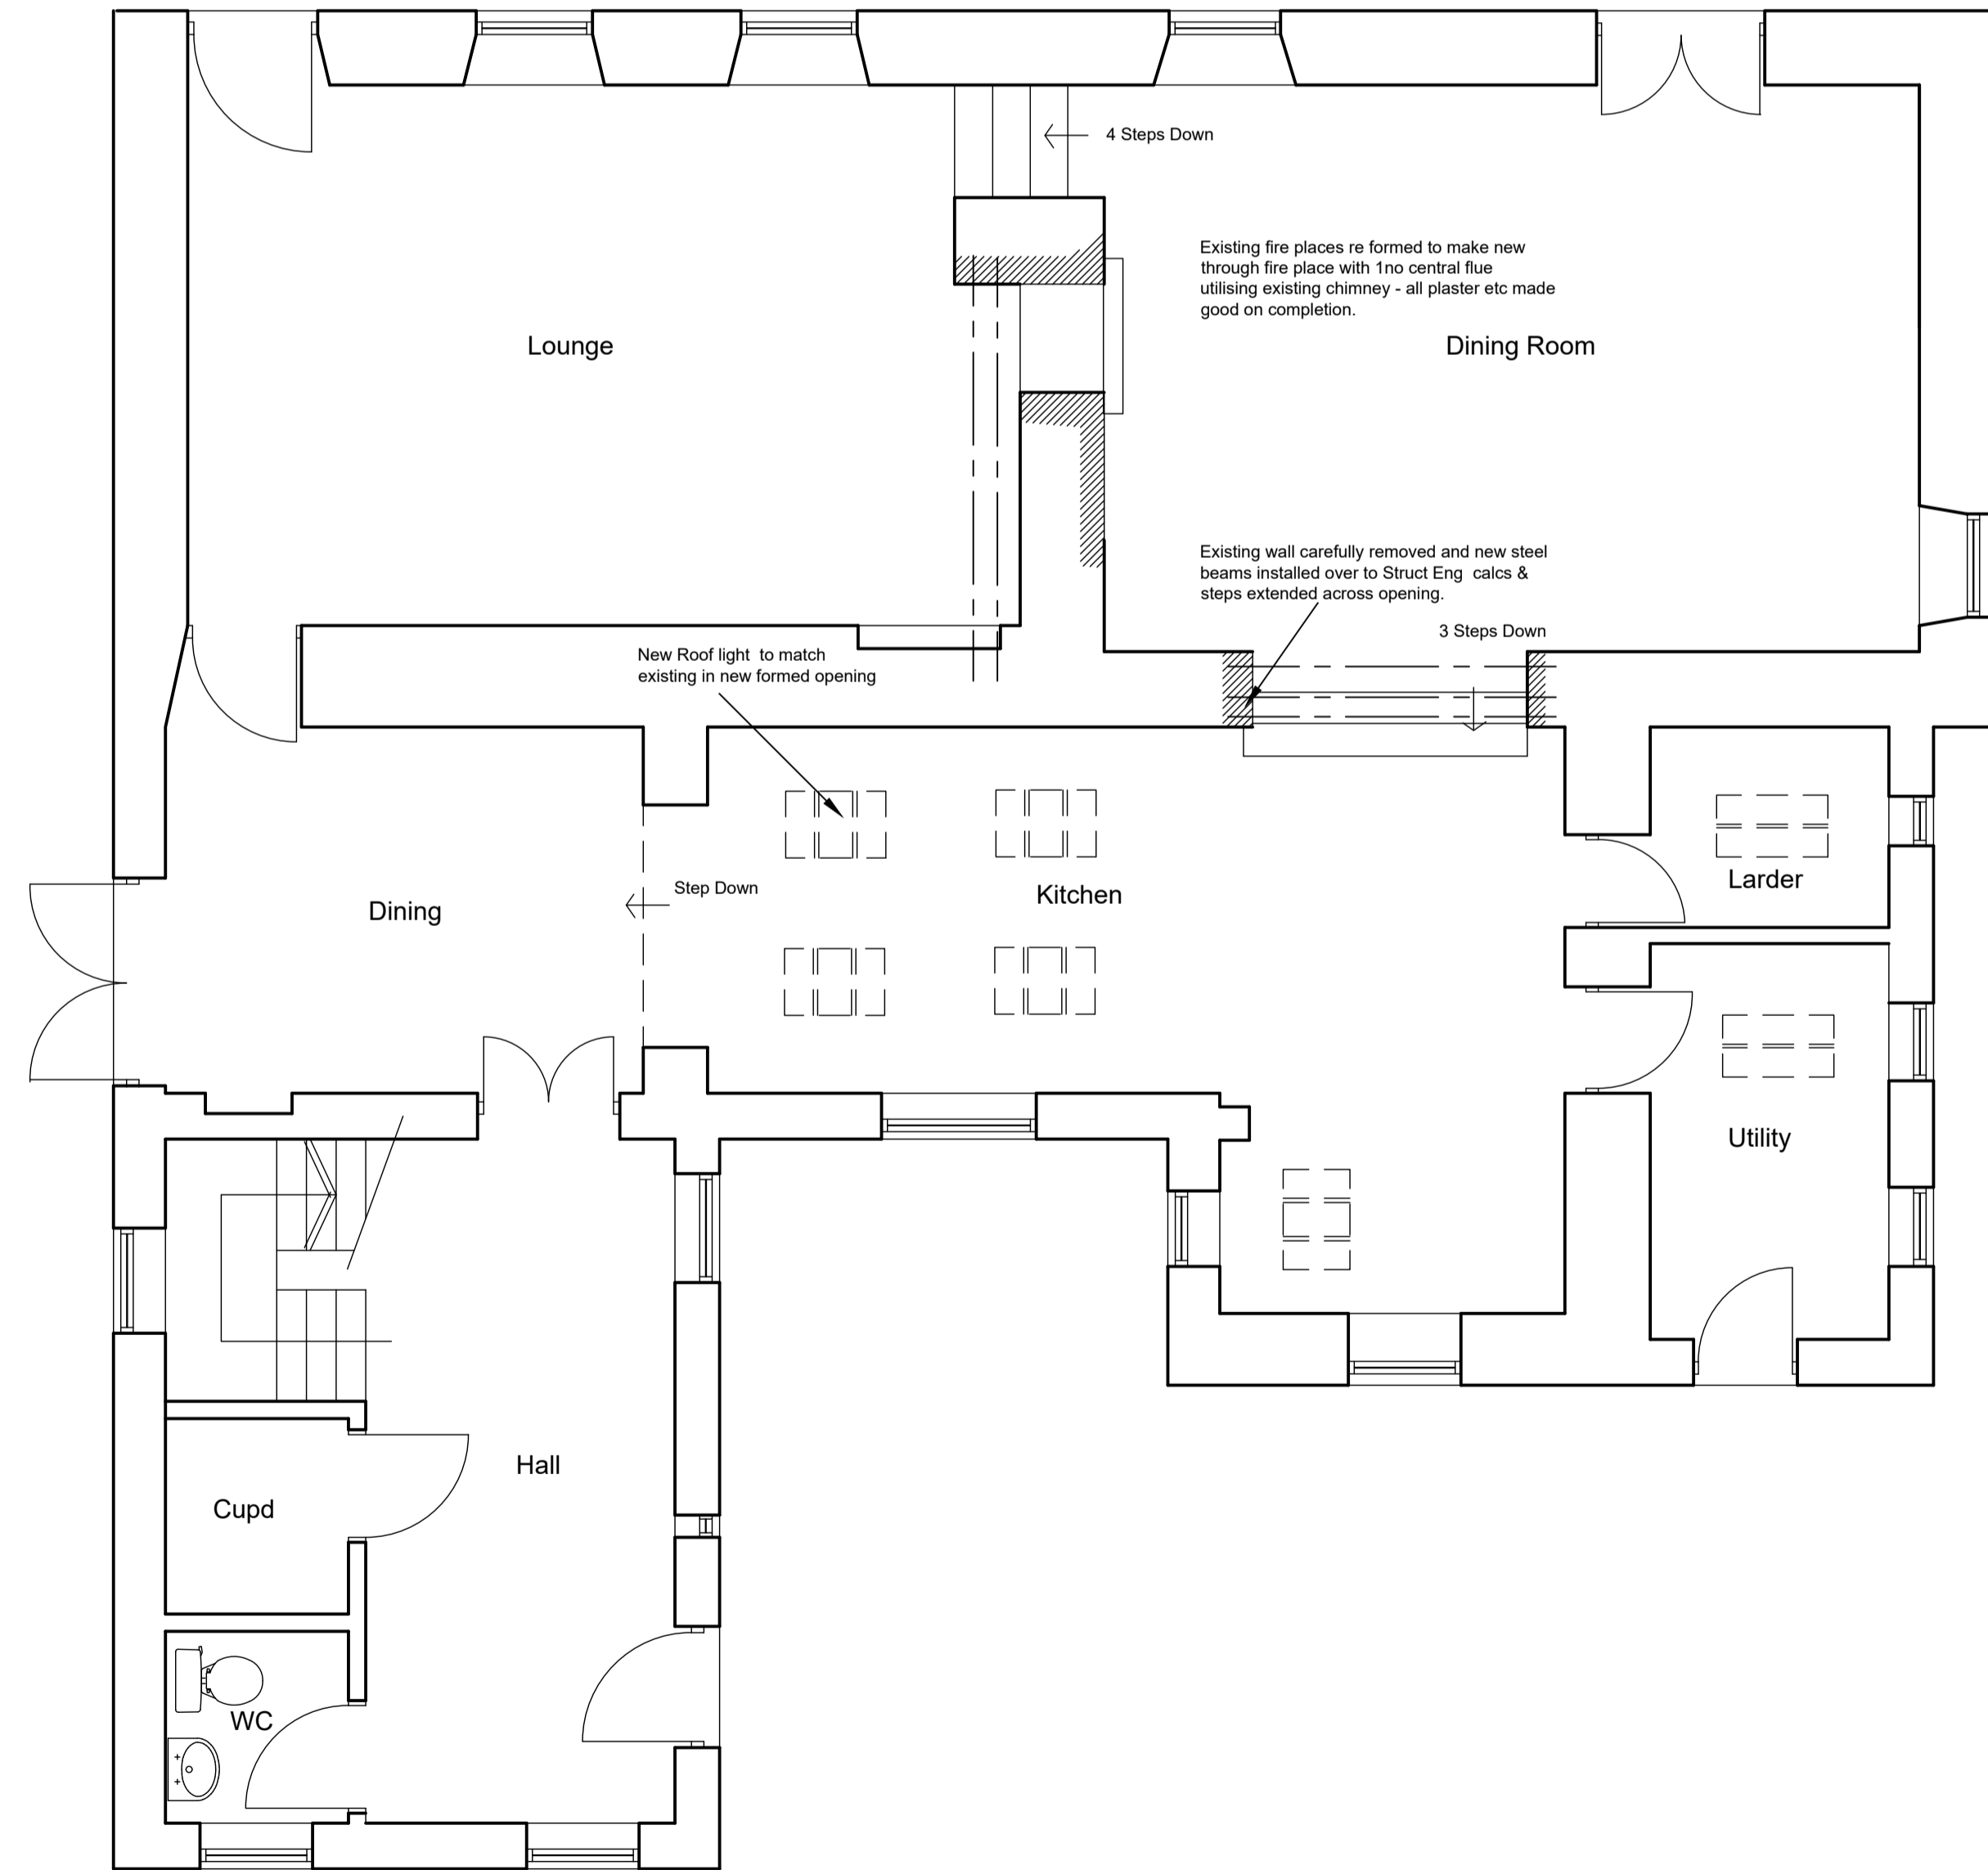 4 Steps Down
Existing fire places re formed to make new
through fire place with 1no central flue
utilising existing chimney - all plaster etc made
good on completion.
Lounge
Dining Room
Existing wall carefully removed and new steel
beams installed over to Struct Eng calcs &
steps extended across opening.
3 Steps Down
New Roof light to match
existing in new formed opening
Larder
Step Down
Kitchen
Dining
Utility
Hall
Cupd
WC